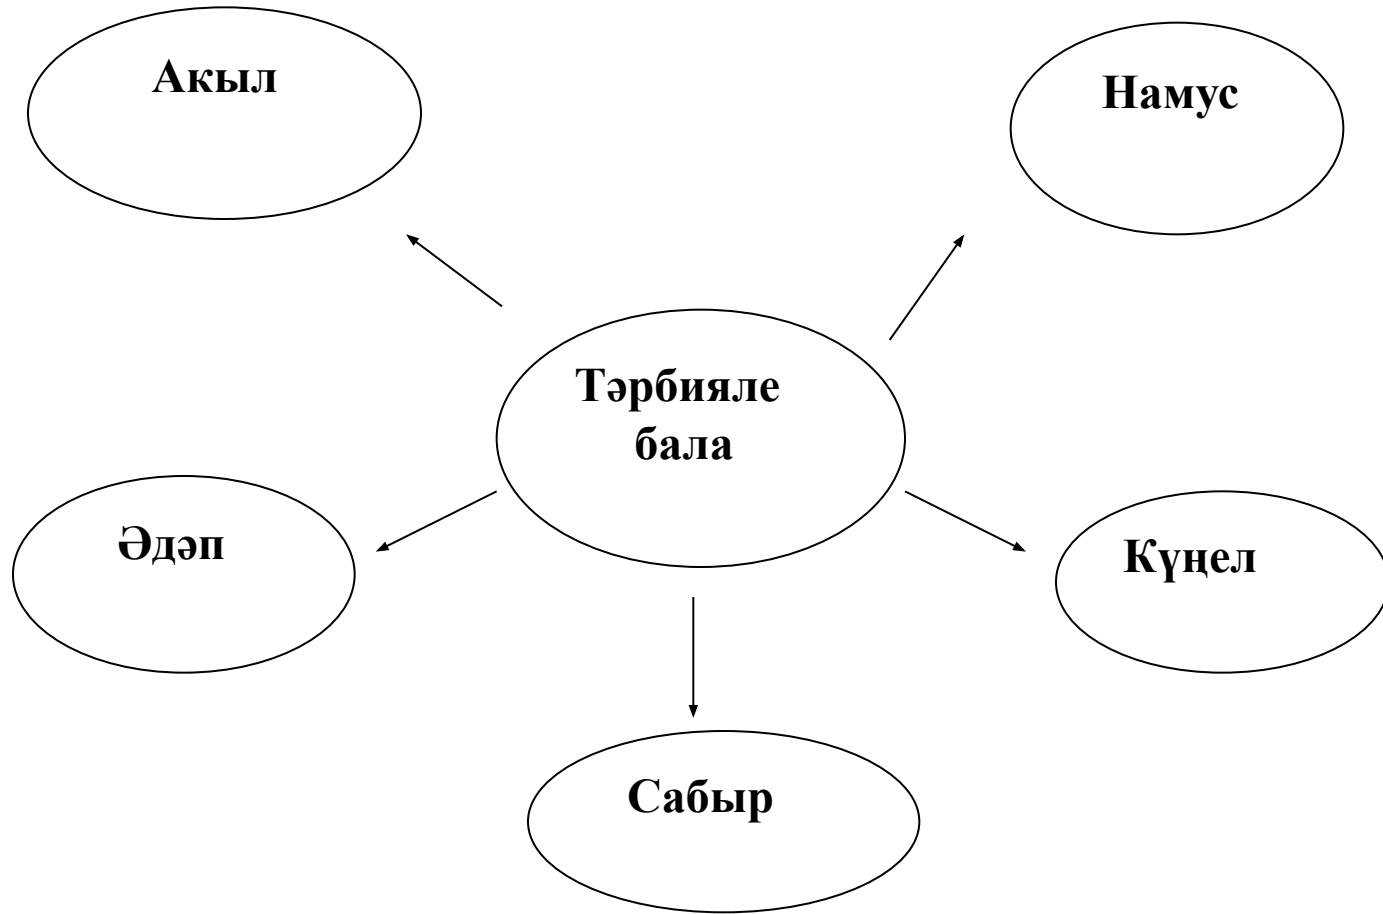 Акыл
Намус
Тәрбияле
бала
Әдәп
Күңел
Сабыр